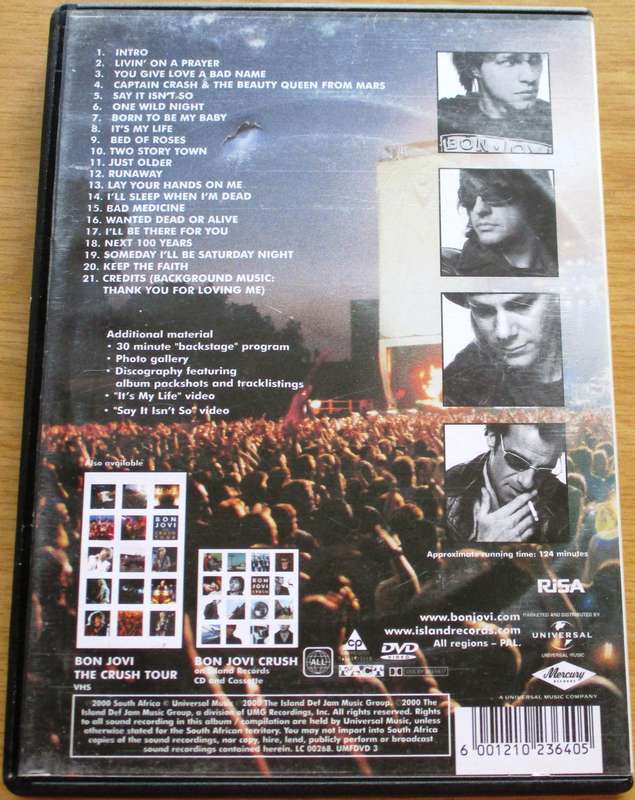 1. INTRO
2. LIVIN' ON A PRAYER
3. YOU GIVE LOVE A BAD NAME
4. CAPTAIN CRASH & THE BEAUTY QUEEN FROM MARS
5. SAY IT ISN'T SO
6. ONE WILD NIGHT
7. BORN TO BE MY BABY
8. IT'S MY LIFE
9. BED OF ROSES
10. TWO STORY TOWN
11. JUST OLDER
12. RUNAWAY
13. LAY YOUR HANDS ON ME
14. I'LL SLEEP WHEN I'M DEAD
15. BAD MEDICINE
16. WANTED DEAD OR ALIVE
17. I'LL BE THERE FOR YOU
18. NEXT 100 YEARS
19. SOMEDAY I'LL BE SATURDAY NIGHT
20. KEEP THE FAITH
21. CREDITS (BACKGROUND MUSIC:
THANK YOU FOR LOVING ME)
BON JOVI
Additional material
• 30 minute "backstage" program
• Photo gallery
• Discography featuring
album packshots and tracklistings
• "It's My Life" video
• "Say It Isn't So" video
Also available
BON
JOVI
CRUSH
TOUR
BON
JOVI
CRUSH
BON JOVI
THE CRUSH TOUR
VHS
BON JOVI CRUSH
on Island Records
CD and Cassette
Approximate running time: 124 minutes
RiSA
www.bonjovi.com
www.islandrecords.com
All regions - PAL.
MARKETED AND DISTRIBUTED BY
UNIVERSAL
UNIVERSAL MUSIC
Mercury
RECORDS
A UNIVERSAL MUSIC COMPANY
ALL
CP
DVD
VIDEO
DOLBY
2000 South Africa © Universal Music 2000 The Island Def Jam Music Group. ©2000 The
Island Def Jam Music Group, a division of UMG Recordings, Inc. All rights reserved. Rights
to all sound recording in this album / compilation are held by Universal Music, unless
otherwise stated for the South African territory. You may not import into South Africa
copies of the sound recordings, nor copy, hire, lend, publicly perform or broadcast
sound recordings contained herein. LC 00268. UMFDVD 3
6 001210 236405